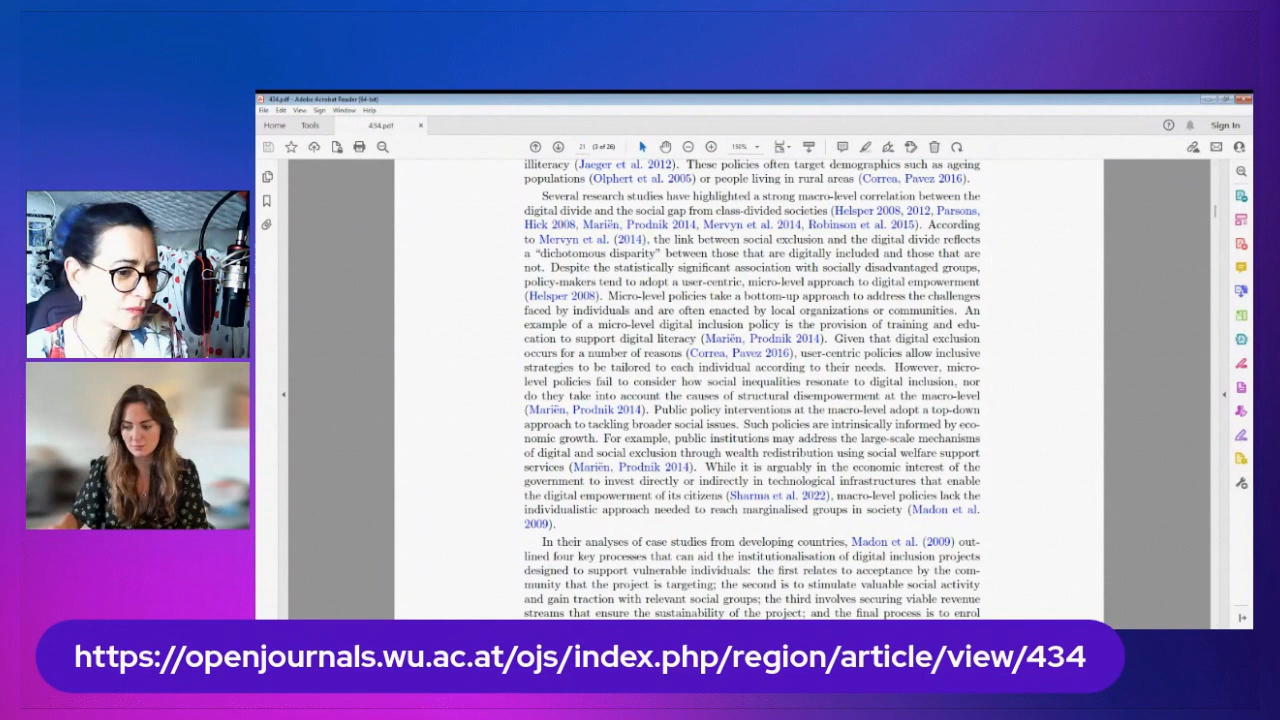 434.pdf - Adobe Acrobat Reader (64-bit)
File Edit View Sign Window Help
Home Tools 434.pdf × Sign In
21 (3 of 26) 150%
illiteracy (Jaeger et al. 2012). These policies often target demographics such as ageing
populations (Olphert et al. 2005) or people living in rural areas (Correa, Pavez 2016).
Several research studies have highlighted a strong macro-level correlation between the
digital divide and the social gap from class-divided societies (Helsper 2008, 2012, Parsons,
Hick 2008, Mariën, Prodnik 2014, Mervyn et al. 2014, Robinson et al. 2015). According
to Mervyn et al. (2014), the link between social exclusion and the digital divide reflects
a “dichotomous disparity” between those that are digitally included and those that are
not. Despite the statistically significant association with socially disadvantaged groups,
policy-makers tend to adopt a user-centric, micro-level approach to digital empowerment
(Helsper 2008). Micro-level policies take a bottom-up approach to address the challenges
faced by individuals and are often enacted by local organizations or communities. An
example of a micro-level digital inclusion policy is the provision of training and edu-
cation to support digital literacy (Mariën, Prodnik 2014). Given that digital exclusion
occurs for a number of reasons (Correa, Pavez 2016), user-centric policies allow inclusive
strategies to be tailored to each individual according to their needs. However, micro-
level policies fail to consider how social inequalities resonate to digital inclusion, nor
do they take into account the causes of structural disempowerment at the macro-level
(Mariën, Prodnik 2014). Public policy interventions at the macro-level adopt a top-down
approach to tackling broader social issues. Such policies are intrinsically informed by eco-
nomic growth. For example, public institutions may address the large-scale mechanisms
of digital and social exclusion through wealth redistribution using social welfare support
services (Mariën, Prodnik 2014). While it is arguably in the economic interest of the
government to invest directly or indirectly in technological infrastructures that enable
the digital empowerment of its citizens (Sharma et al. 2022), macro-level policies lack the
individualistic approach needed to reach marginalised groups in society (Madon et al.
2009).
In their analyses of case studies from developing countries, Madon et al. (2009) out-
lined four key processes that can aid the institutionalisation of digital inclusion projects
designed to support vulnerable individuals: the first relates to acceptance by the com-
munity that the project is targeting; the second is to stimulate valuable social activity
and gain traction with relevant social groups; the third involves securing viable revenue
streams that ensure the sustainability of the project; and the final process is to enrol
https://openjournals.wu.ac.at/ojs/index.php/region/article/view/434